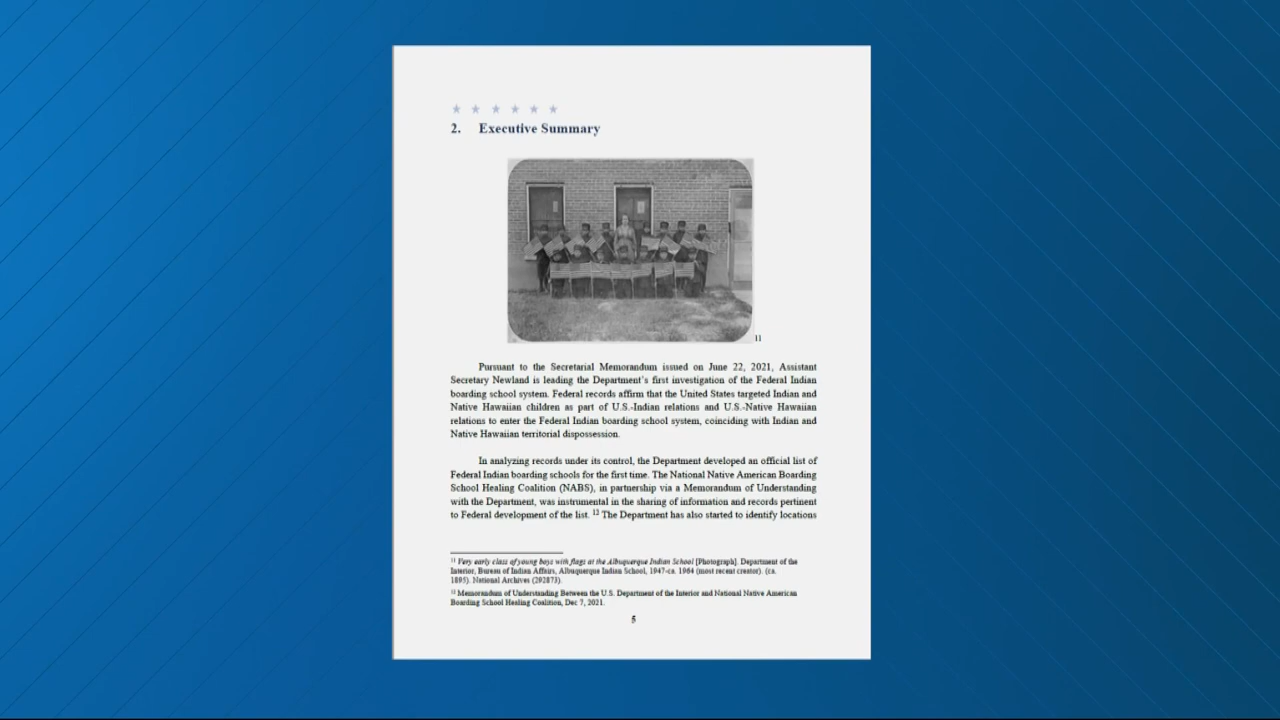 2. Executive Summary
11
Pursuant to the Secretarial Memorandum issued on June 22, 2021, Assistant
Secretary Newland is leading the Department's first investigation of the Federal Indian
boarding school system. Federal records affirm that the United States targeted Indian and
Native Hawaiian children as part of U.S.-Indian relations and U.S.-Native Hawaiian
relations to enter the Federal Indian boarding school system, coinciding with Indian and
Native Hawaiian territorial dispossession.
In analyzing records under its control, the Department developed an official list of
Federal Indian boarding schools for the first time. The National Native American Boarding
School Healing Coalition (NABS), in partnership via a Memorandum of Understanding
with the Department, was instrumental in the sharing of information and records pertinent
to Federal development of the list. 12 The Department has also started to identify locations
11 Very early class of young boys with flags at the Albuquerque Indian School [Photograph]. Department of the
Interior, Bureau of Indian Affairs, Albuquerque Indian School, 1947-ca. 1964 (most recent creator). (ca.
1895). National Archives (292873).
12 Memorandum of Understanding Between the U.S. Department of the Interior and National Native American
Boarding School Healing Coalition, Dec 7, 2021.
5